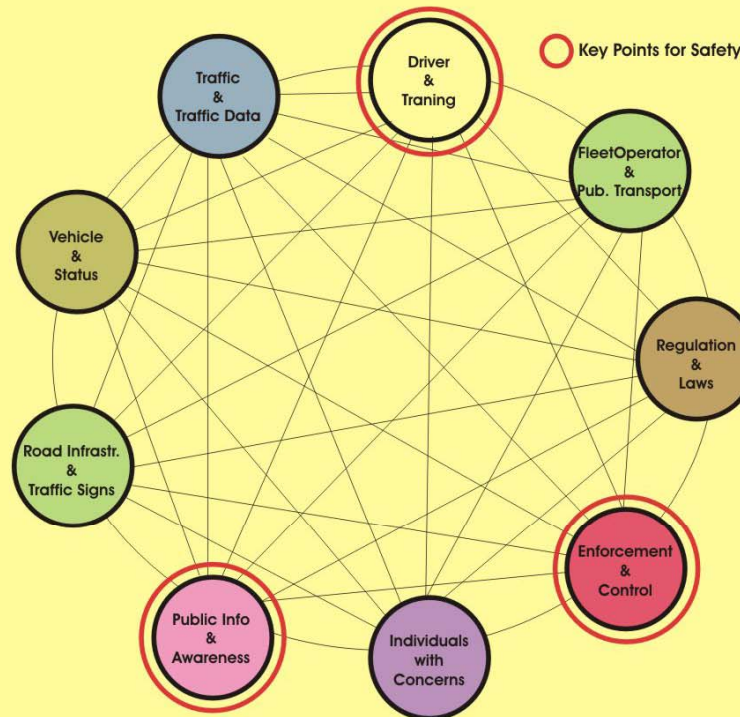 Key Points for Safety
Driver
&
Traning
Traffic
&
Traffic Data
FleetOperator
&
Pub. Transport
Vehicle
&
Status
Regulation
&
Laws
Road Infrastr.
&
Traffic Signs
Enforcement
&
Control
Public Info
&
Awareness
Individuals
with
Concerns